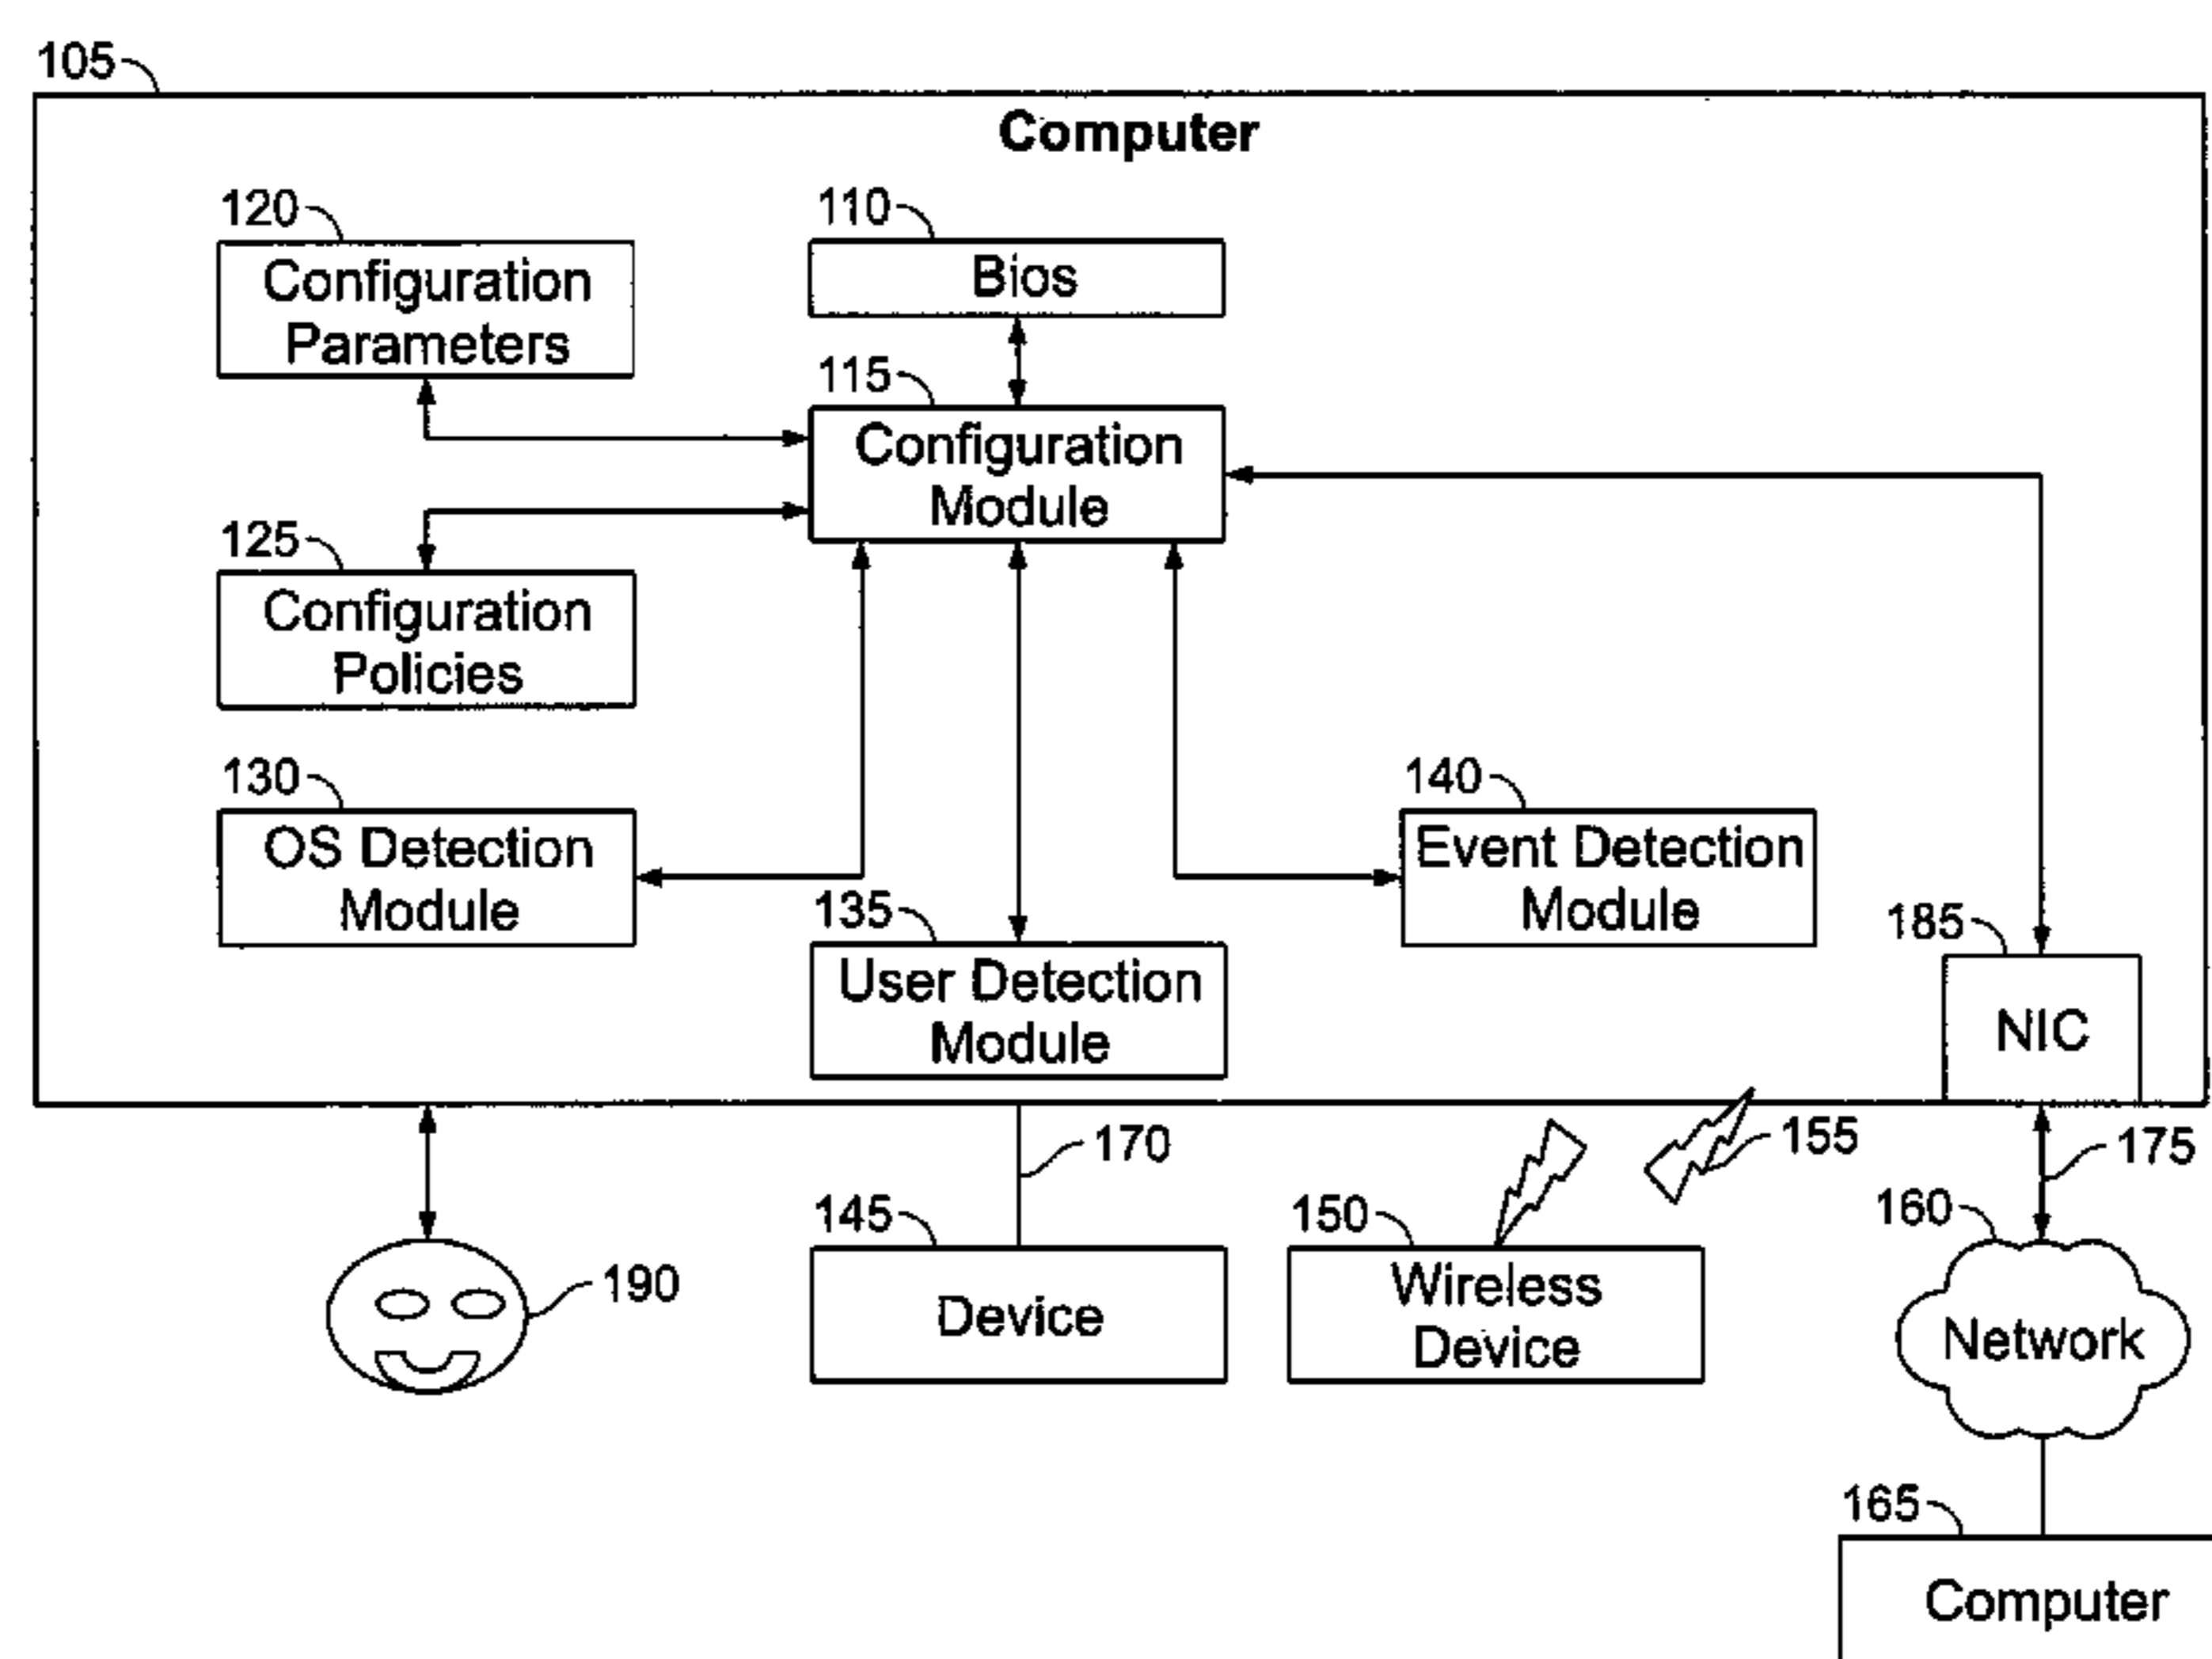 105
Computer
120
110
Configuration
Parameters
Bios
115
Configuration
Module
125
Configuration
Policies
130
140
OS Detection
Module
Event Detection
Module
135
185
User Detection
Module
NIC
170
155
175
145
150
160
190
Device
Wireless
Device
Network
165
Computer